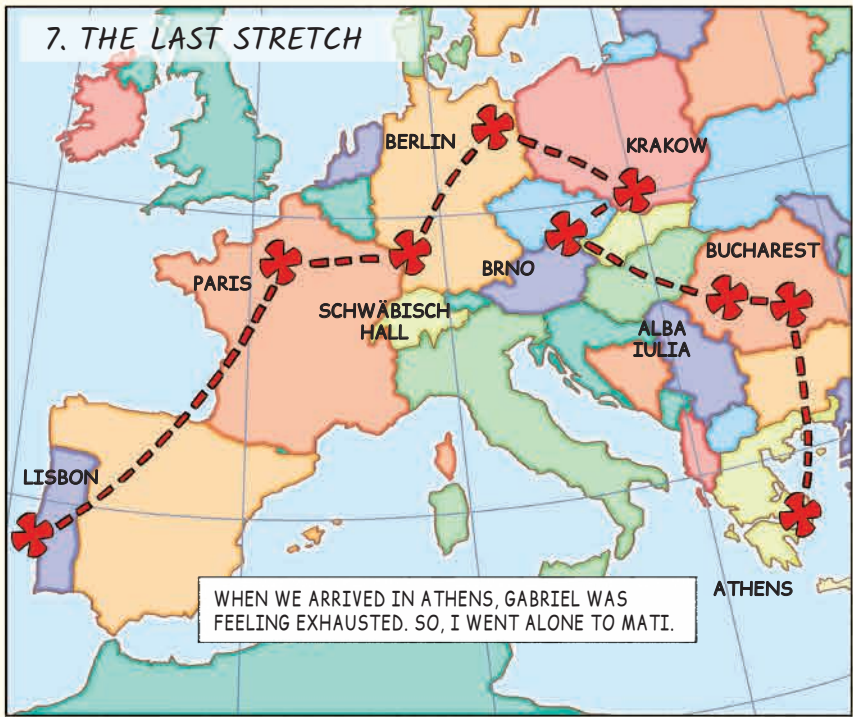 7. THE LAST STRETCH
BERLIN
KRAKOW
BUCHAREST
BRNO
PARIS
SCHWÄBISCH
HALL
ALBA
IULIA
LISBON
ATHENS
WHEN WE ARRIVED IN ATHENS, GABRIEL WAS
FEELING EXHAUSTED. SO, I WENT ALONE TO MATI.